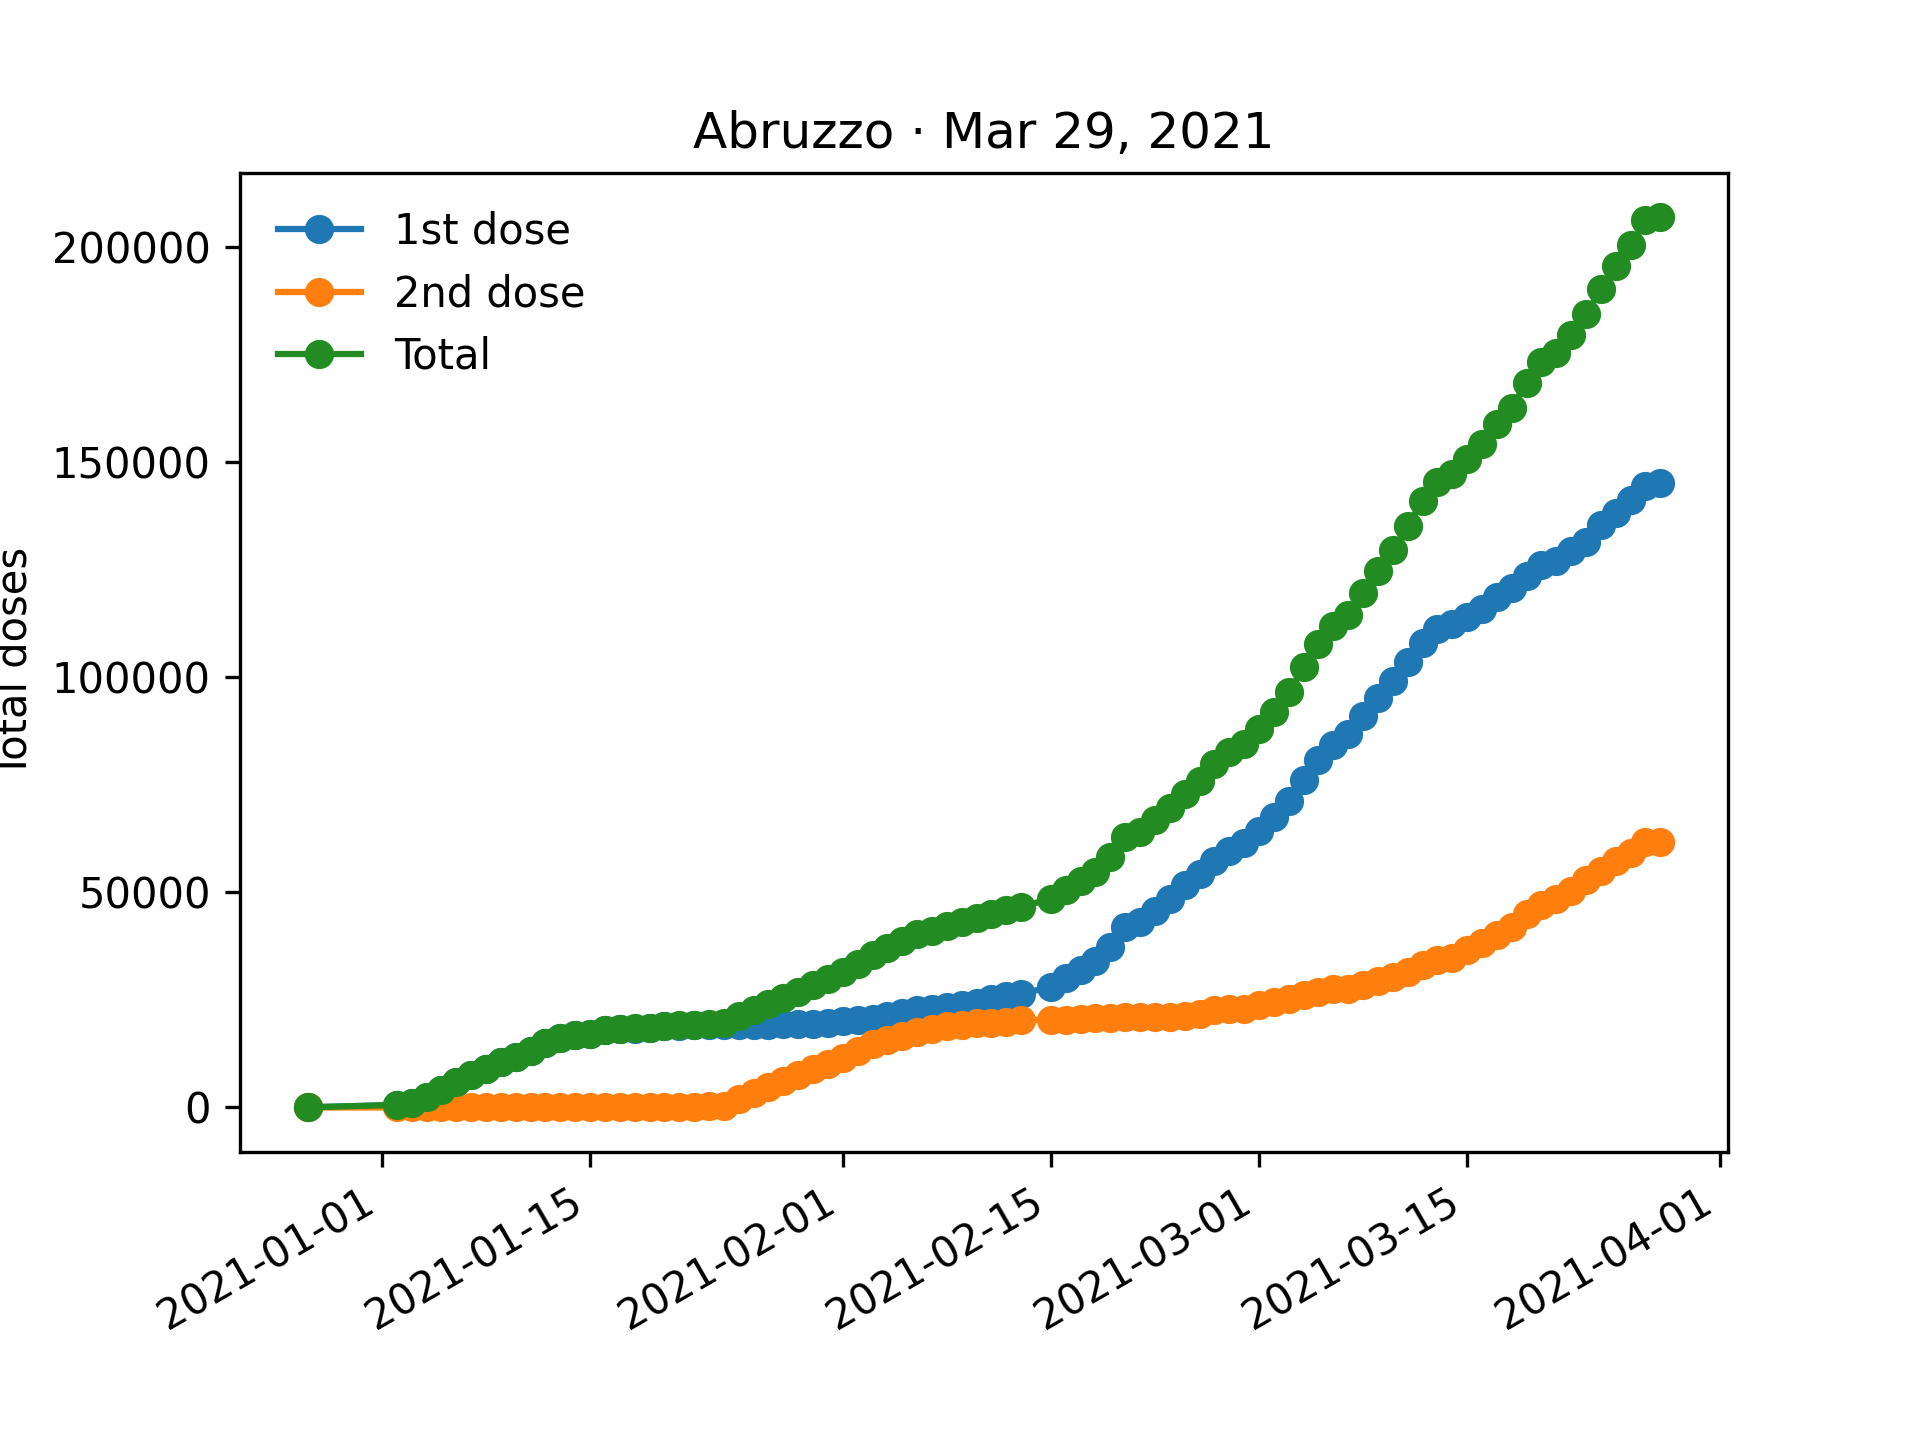 Abruzzo · Mar 29, 2021
1st dose
2nd dose
Total
200000
150000
100000
50000
0
Total doses
2021-01-01
2021-01-15
2021-02-01
2021-02-15
2021-03-01
2021-03-15
2021-04-01